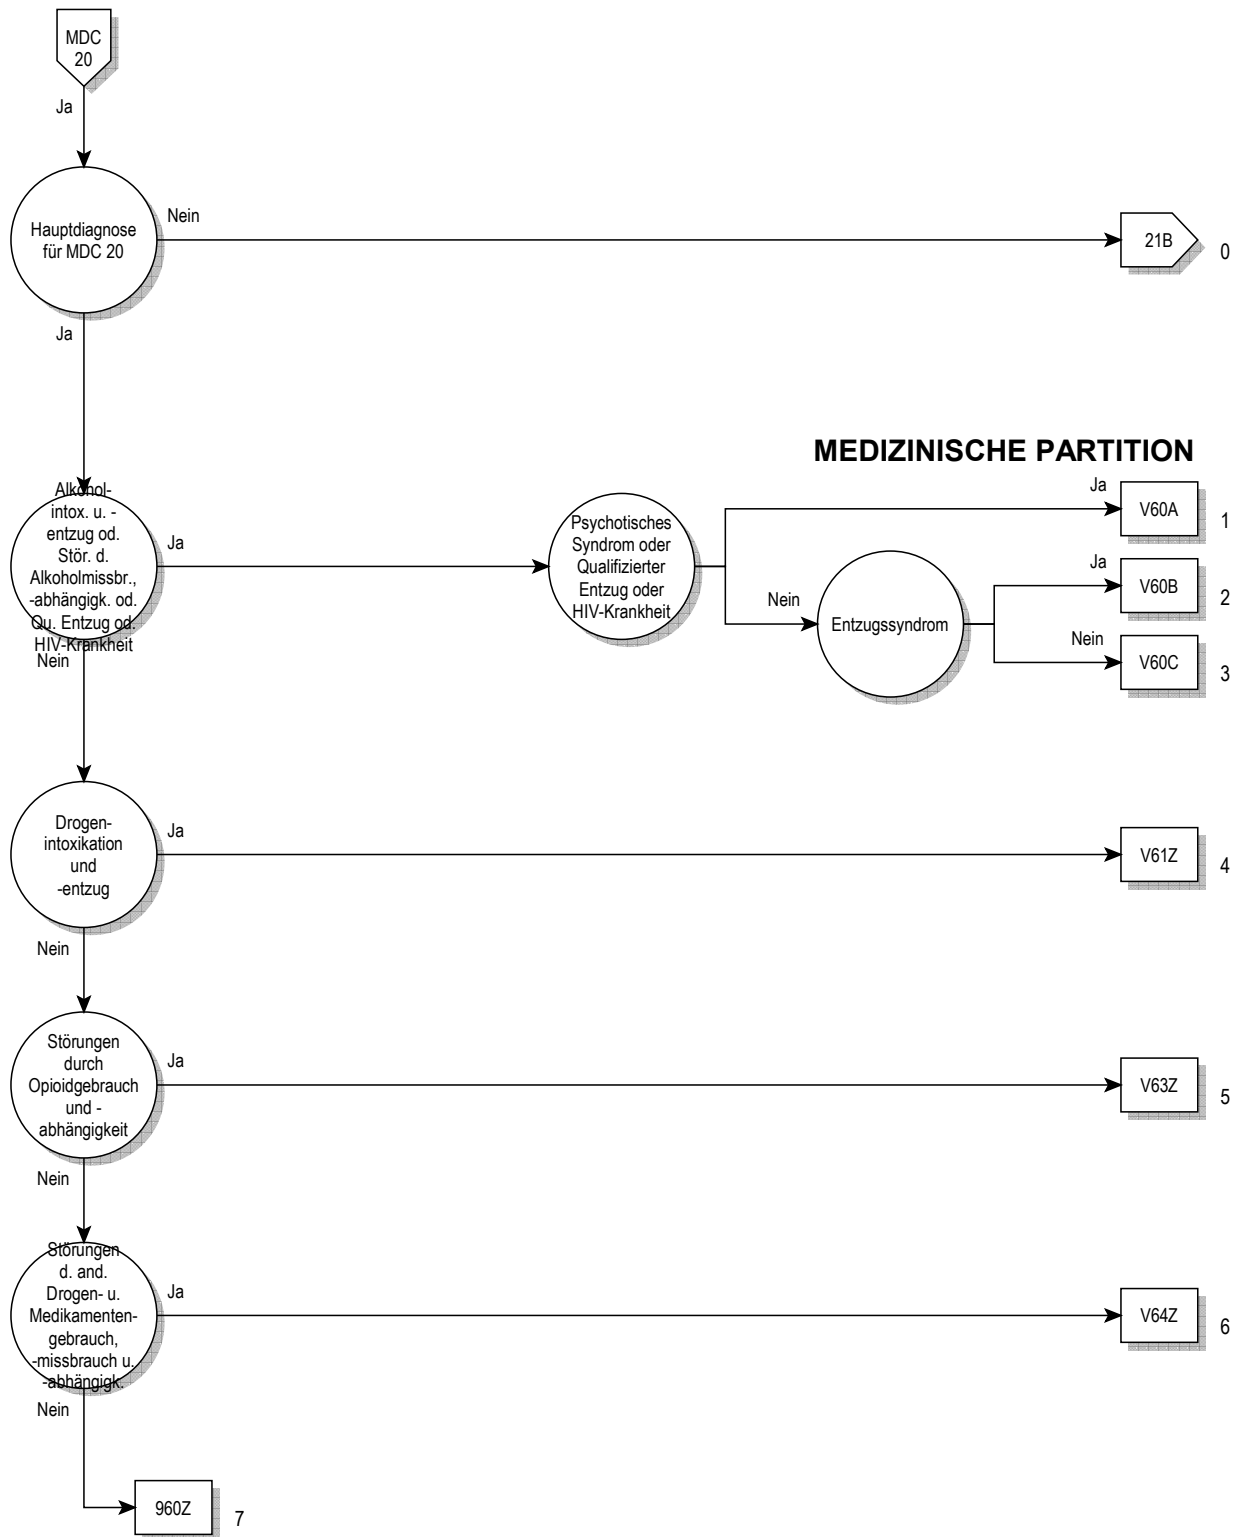 MDC
20
Ja
Hauptdiagnose
für MDC 20
Nein
21B
0
Ja
MEDIZINISCHE PARTITION
Alkohol-
intox. u. -
entzug od.
Stör. d.
Alkoholmissbr.,
-abhängigk. od.
Qu. Entzug od.
HIV-Krankheit
Ja
Psychotisches
Syndrom oder
Qualifizierter
Entzug oder
HIV-Krankheit
Ja
V60A
1
Nein
Entzugssyndrom
Ja
V60B
2
Nein
V60C
3
Nein
Drogen-
intoxikation
und
-entzug
Ja
V61Z
4
Nein
Störungen
durch
Opioidgebrauch
und -
abhängigkeit
Ja
V63Z
5
Nein
Störungen
d. and.
Drogen- u.
Medikamenten-
gebrauch,
-missbrauch u.
-abhängigk.
Ja
V64Z
6
Nein
960Z
7